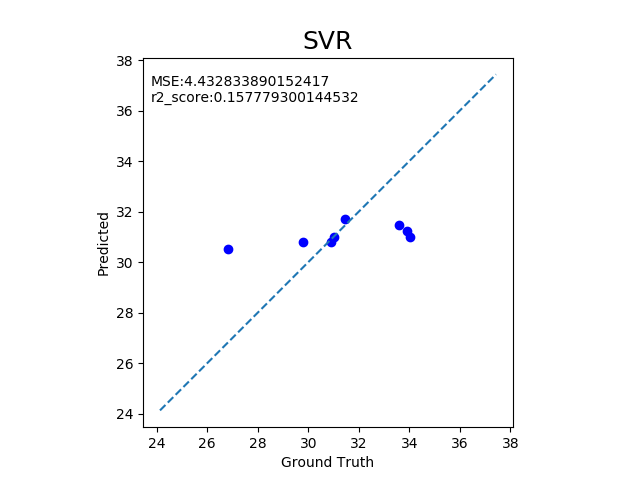 SVR
MSE:4.432833890152417
r2_score:0.157779300144532
38
36
34
32
30
28
26
24
Predicted
24 26 28 30 32 34 36 38
Ground Truth